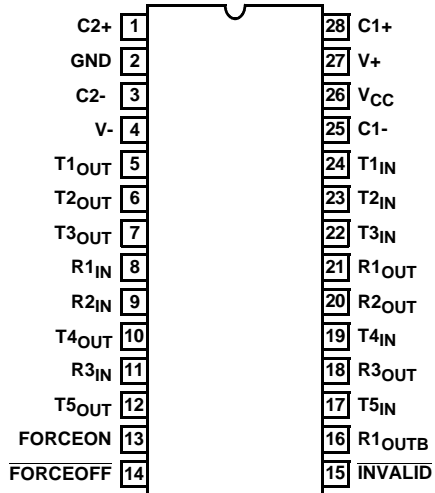 C2+ 1 28 C1+
GND 2 27 V+
C2- 3 26 VCC
V- 4 25 C1-
T1OUT 5 24 T1IN
T2OUT 6 23 T2IN
T3OUT 7 22 T3IN
R1IN 8 21 R1OUT
R2IN 9 20 R2OUT
T4OUT 10 19 T4IN
R3IN 11 18 R3OUT
T5OUT 12 17 T5IN
FORCEON 13 16 R1OUTB
FORCEOFF 14 15 INVALID